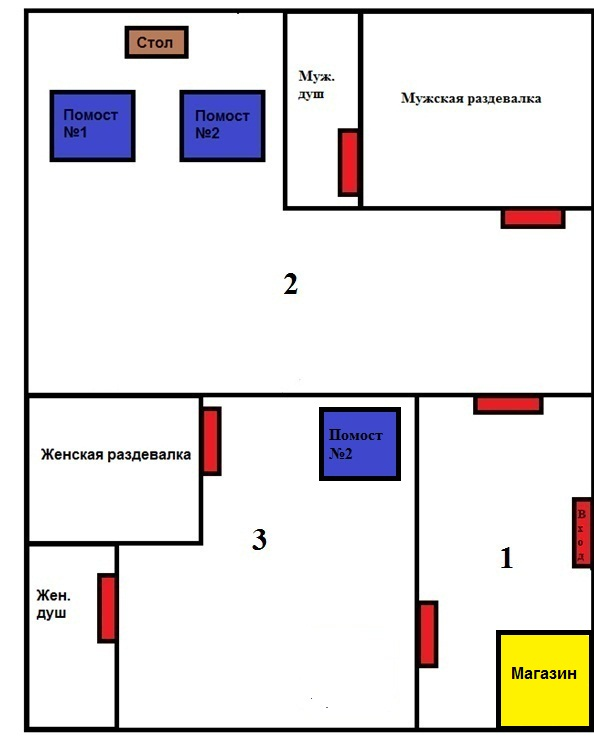 Стол
Помост
№1
Помост
№2
Муж.
душ
Мужская раздевалка
2
Женская раздевалка
Помост
№2
3
Вход
1
Жен.
душ
Магазин